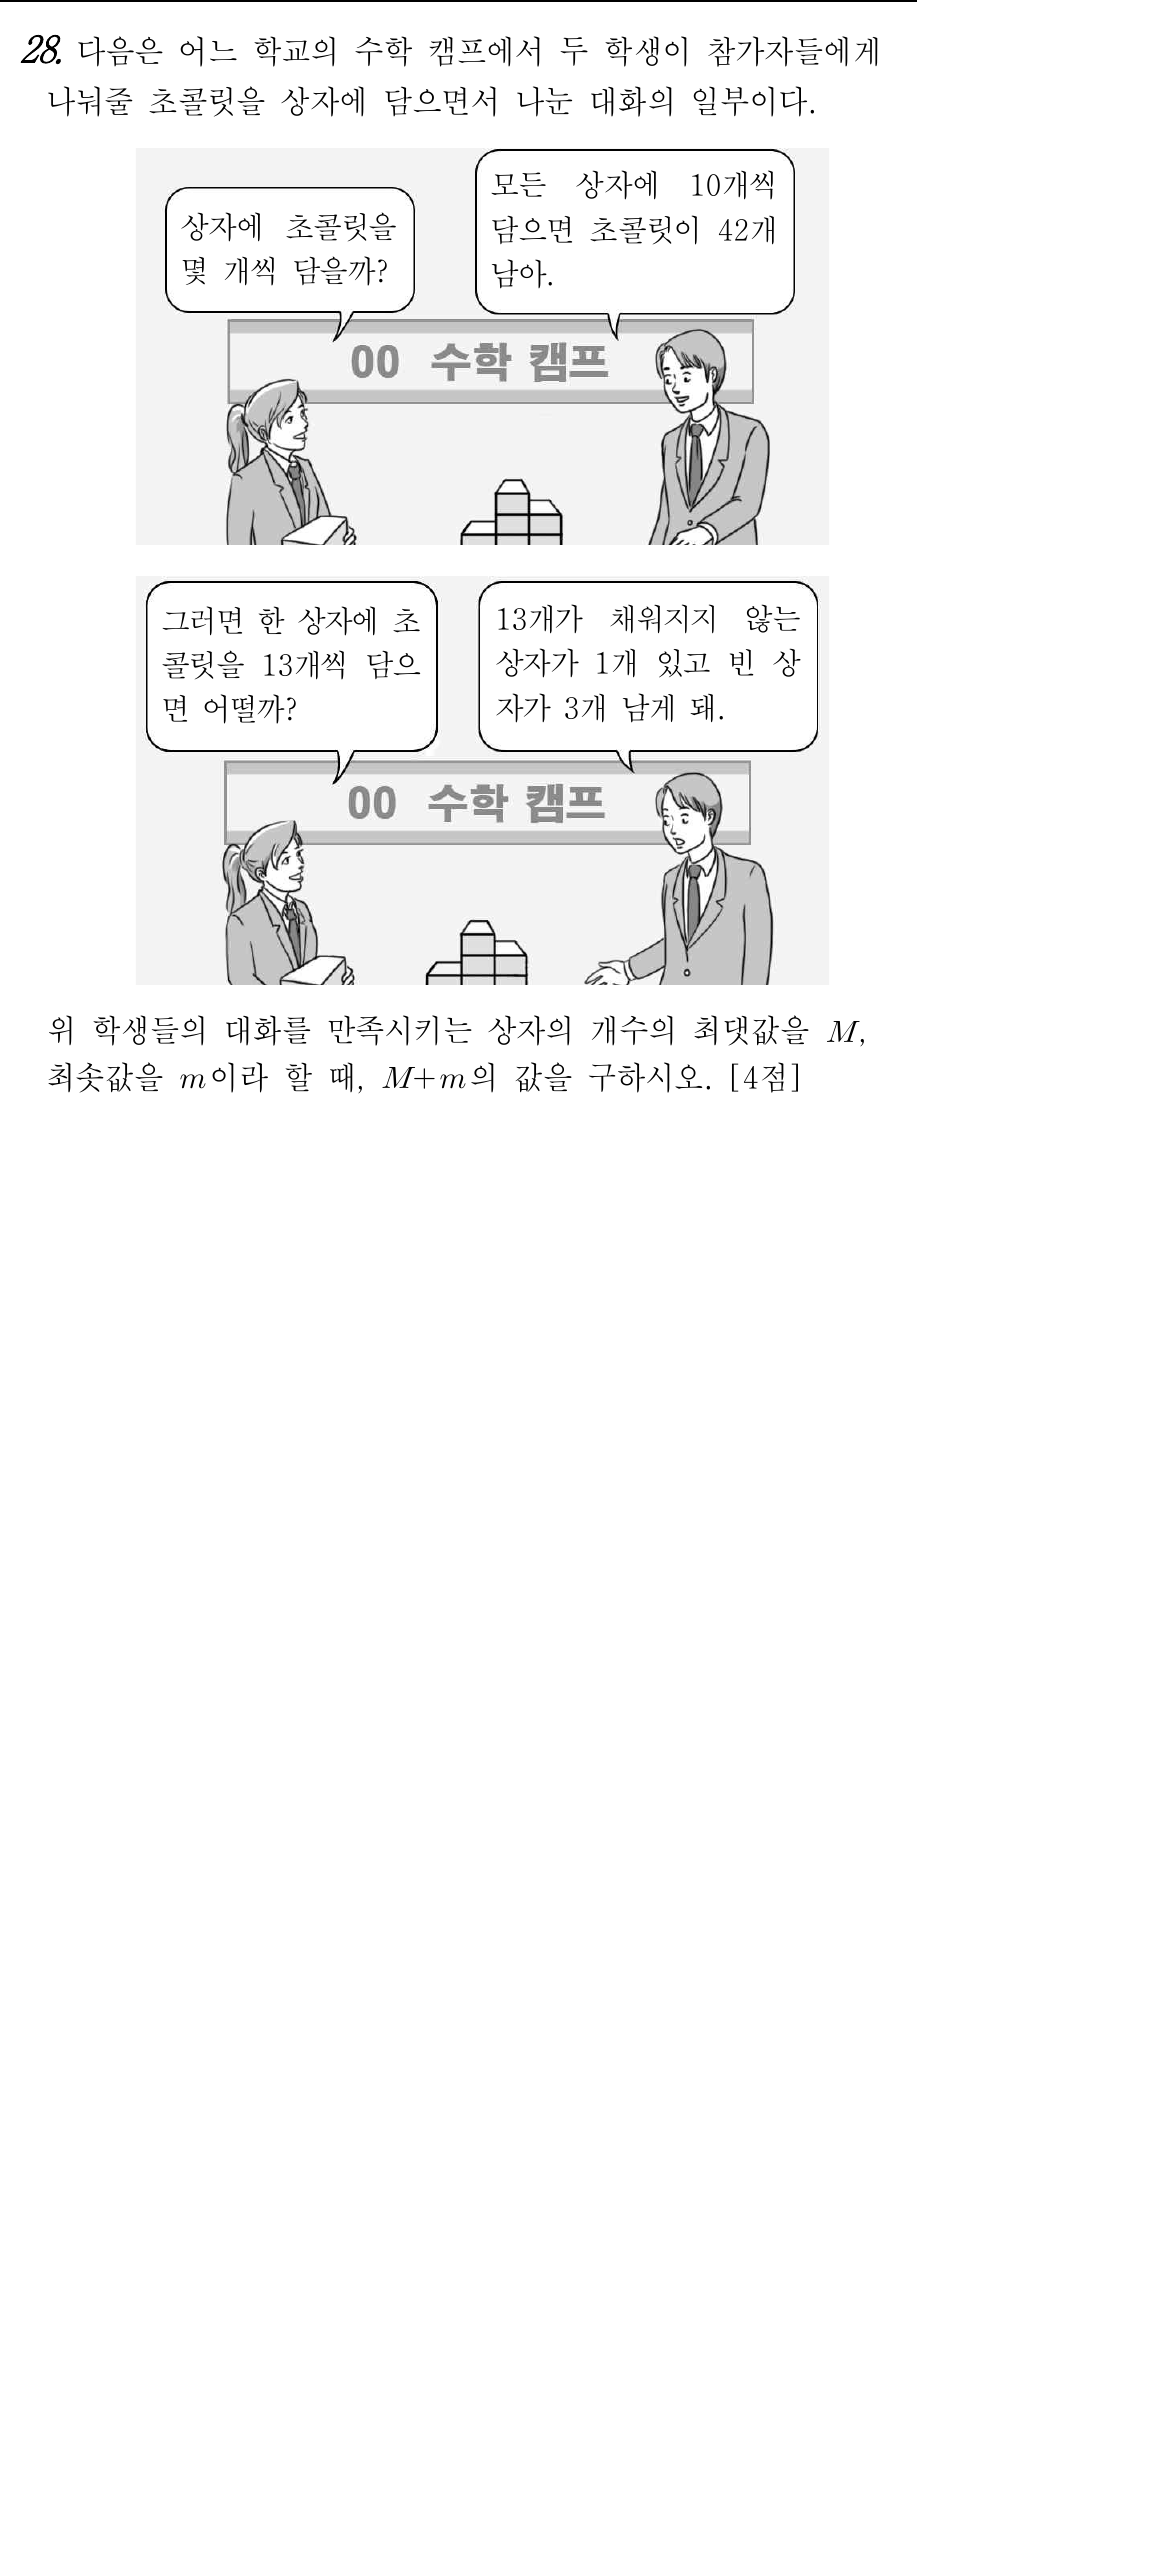 28. 다음은 어느 학교의 수학 캠프에서 두 학생이 참가자들에게
나눠줄 초콜릿을 상자에 담으면서 나눈 대화의 일부이다.
상자에 초콜릿을
몇 개씩 담을까?
모든 상자에 10개씩
담으면 초콜릿이 42개
남아.
00 수학 캠프
그러면 한 상자에 초
콜릿을 13개씩 담으
면 어떨까?
13개가 채워지지 않는
상자가 1개 있고 빈 상
자가 3개 남게 돼.
00 수학 캠프
위 학생들의 대화를 만족시키는 상자의 개수의 최댓값을 M,
최솟값을 m이라 할 때, M+m의 값을 구하시오. [4점]